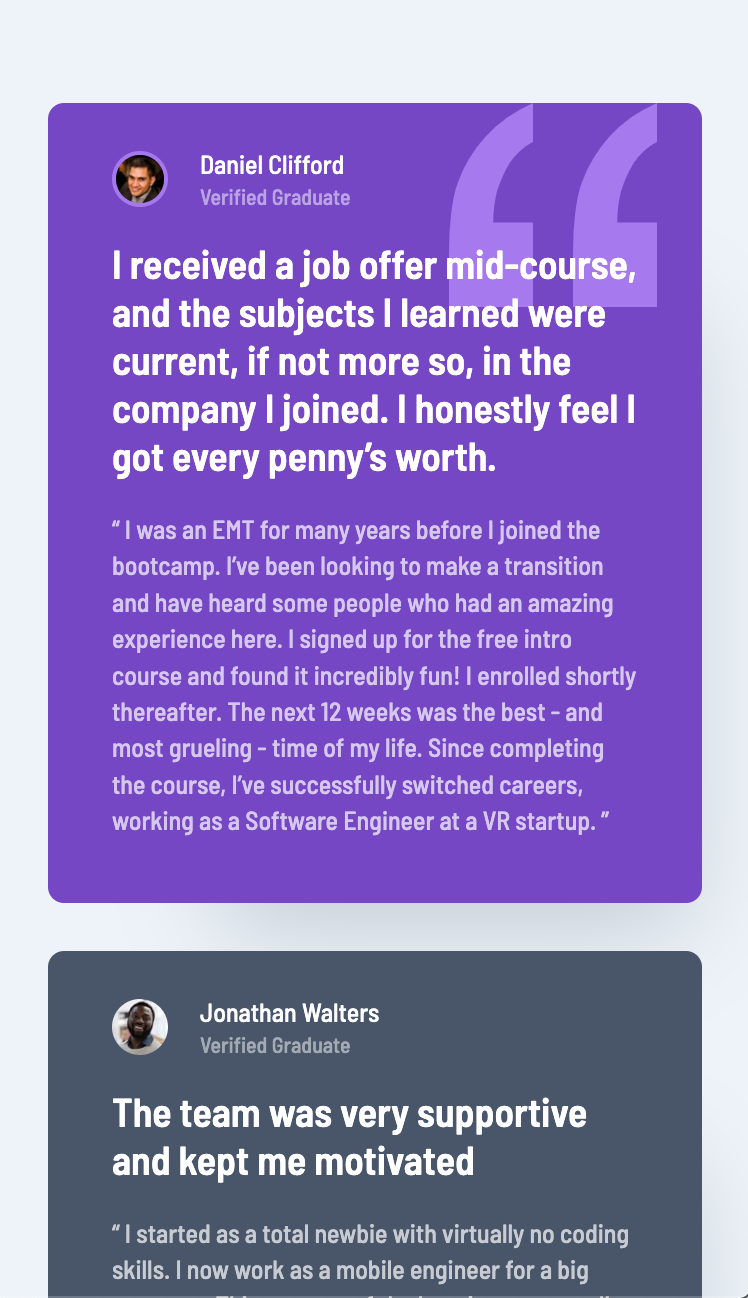 Daniel Clifford
Verified Graduate
I received a job offer mid-course,
and the subjects I learned were
current, if not more so, in the
company I joined. I honestly feel I
got every penny’s worth.
“ I was an EMT for many years before I joined the
bootcamp. I’ve been looking to make a transition
and have heard some people who had an amazing
experience here. I signed up for the free intro
course and found it incredibly fun! I enrolled shortly
thereafter. The next 12 weeks was the best - and
most grueling - time of my life. Since completing
the course, I’ve successfully switched careers,
working as a Software Engineer at a VR startup. ”
Jonathan Walters
Verified Graduate
The team was very supportive
and kept me motivated
“ I started as a total newbie with virtually no coding
skills. I now work as a mobile engineer for a big